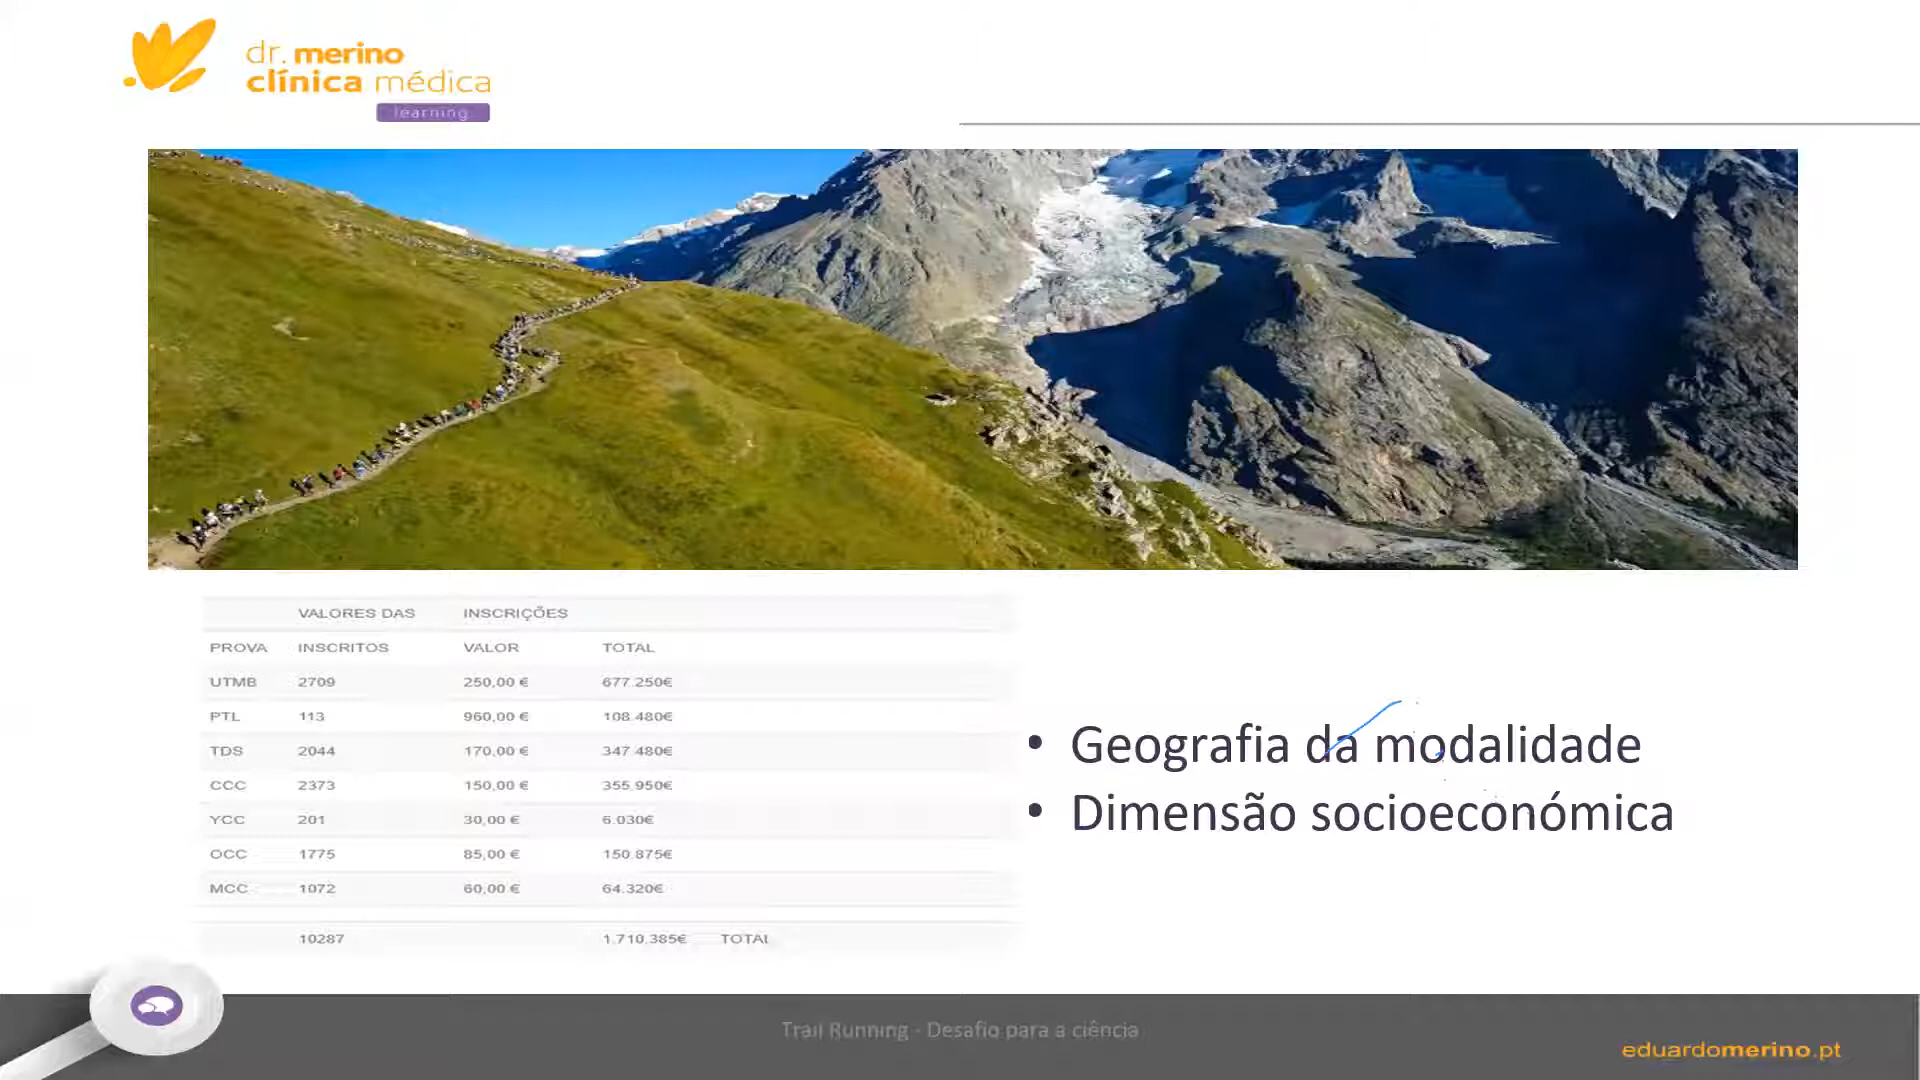 dr. merino
clínica médica
learning
VALORES DAS INSCRIÇÕES
PROVA INSCRITOS VALOR TOTAL
UTMB 2709 250,00 € 677.250€
PTL 113 960,00 € 108.480€
TDS 2044 170,00 € 347.480€
CCC 2373 150,00 € 355.950€
YCC 201 30,00 € 6.030€
OCC 1775 85,00 € 150.875€
MCC 1072 60,00 € 64.320€
10287 1.710.385€ TOTAL
• Geografia da modalidade
• Dimensão socioeconómica
Trail Running - Desafio para a ciência
eduardomerino.pt